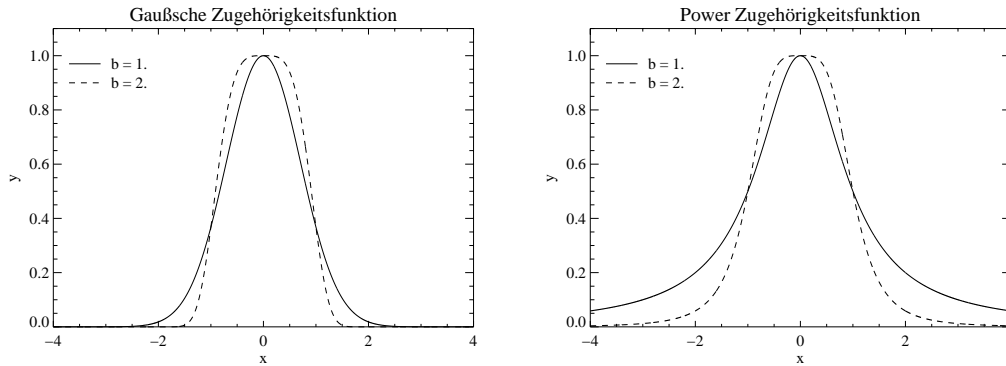 Gaußsche Zugehörigkeitsfunktion
1.0
0.8
0.6
0.4
0.2
0.0
y
b = 1.
b = 2.
−4 −2 0 2 4
x
Power Zugehörigkeitsfunktion
1.0
0.8
0.6
0.4
0.2
0.0
y
b = 1.
b = 2.
−4 −2 0 2
x